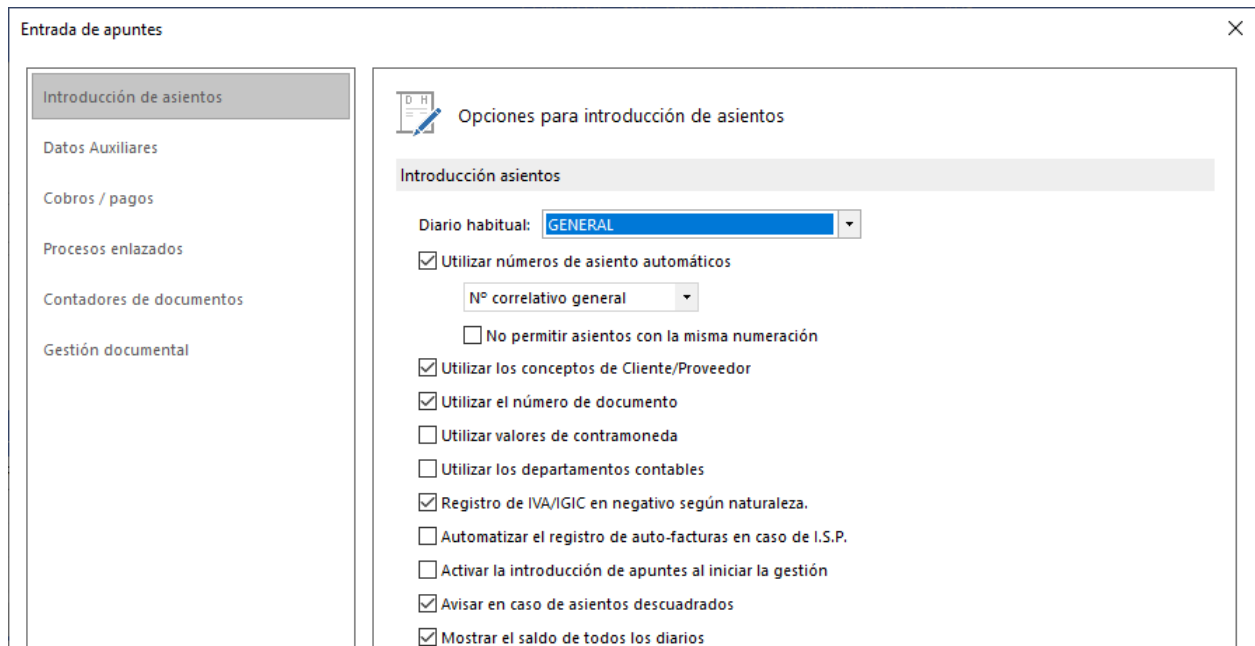 Entrada de apuntes
Introducción de asientos
Datos Auxiliares
Cobros / pagos
Procesos enlazados
Contadores de documentos
Gestión documental
D H
Opciones para introducción de asientos
Introducción asientos
Diario habitual: GENERAL
Utilizar números de asiento automáticos
Nº correlativo general
No permitir asientos con la misma numeración
Utilizar los conceptos de Cliente/Proveedor
Utilizar el número de documento
Utilizar valores de contramoneda
Utilizar los departamentos contables
Registro de IVA/IGIC en negativo según naturaleza.
Automatizar el registro de auto-facturas en caso de I.S.P.
Activar la introducción de apuntes al iniciar la gestión
Avisar en caso de asientos descuadrados
Mostrar el saldo de todos los diarios